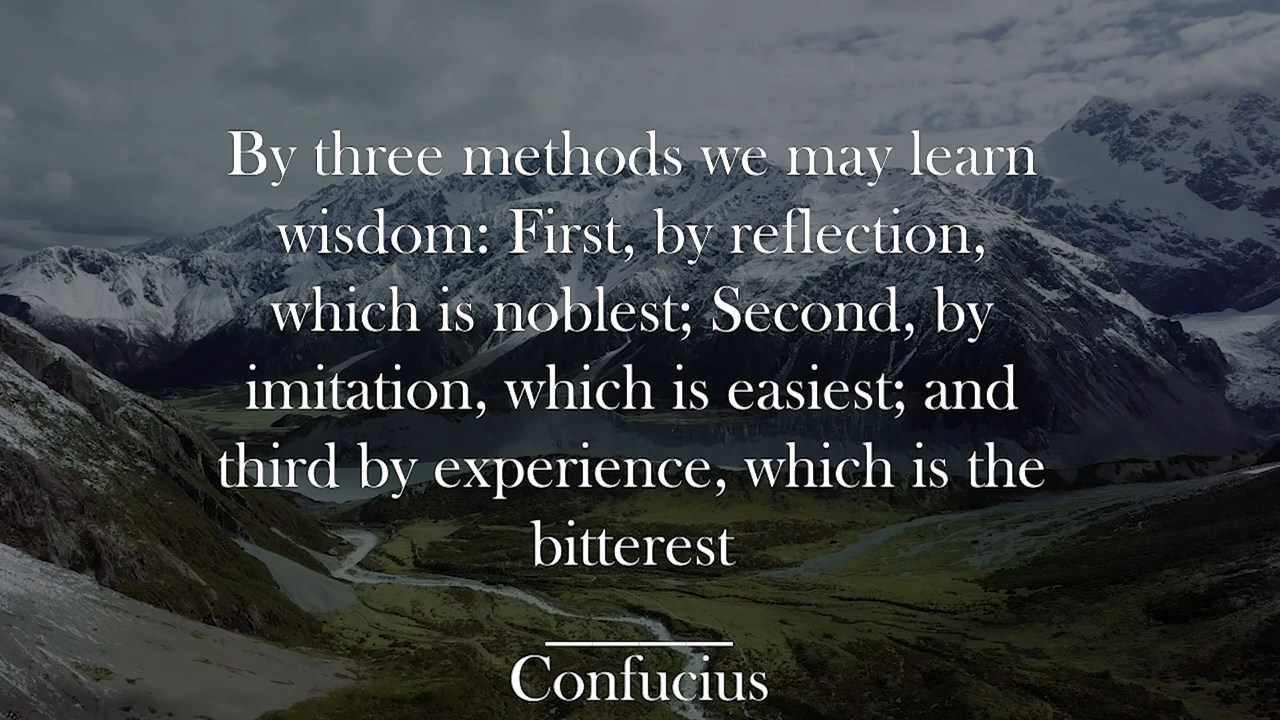 By three methods we may learn
wisdom: First, by reflection,
which is noblest; Second, by
imitation, which is easiest; and
third by experience, which is the
bitterest
Confucius